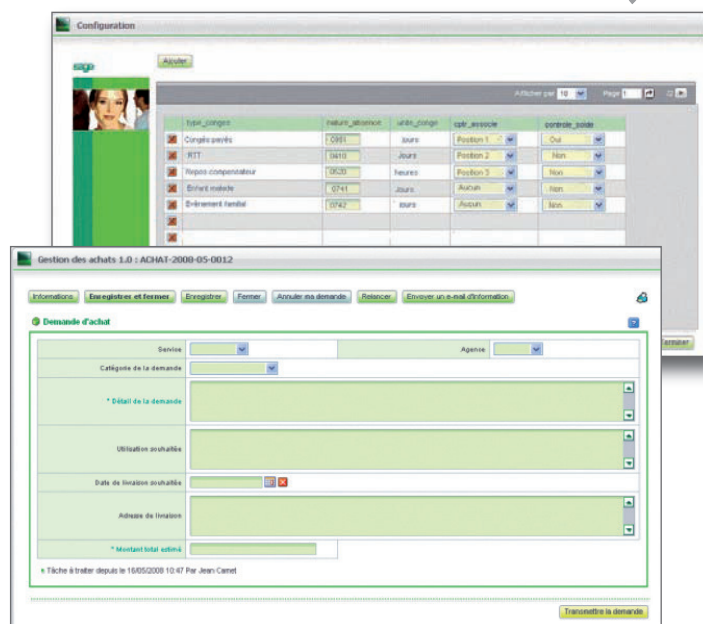 Configuration
sage
Ajouter
Afficher par 10 Page 1
type_conges nature_absence unite_conge cptr_associe controle_solde
Congés payés 0991 Jours Position 1 Oui
RTT 0410 Jours Position 2 Non
Repos compensateur 0520 heures Position 3 Non
Enfant malade 0741 Jours Aucun Non
Evènement familial 0742 Jours Aucun Non
Gestion des achats 1.0 : ACHAT-2008-05-0012
Informations Enregistrer et fermer Enregistrer Fermer Annuler ma demande Relancer Envoyer un e-mail d'information
Demande d'achat
Terminer
Service Agence
Catégorie de la demande
* Détail de la demande
Utilisation souhaitée
Date de livraison souhaitée
Adresse de livraison
* Montant total estimé
Tâche à traiter depuis le 16/05/2008 10:47 Par Jean Camet
Transmettre la demande